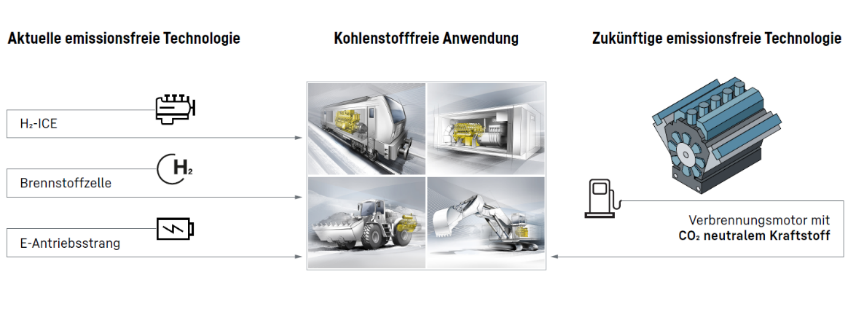 Aktuelle emissionsfreie Technologie
Kohlenstofffreie Anwendung
Zukünftige emissionsfreie Technologie
H₂-ICE
H₂
Brennstoffzelle
E-Antriebsstrang
Verbrennungsmotor mit
CO₂ neutralem Kraftstoff